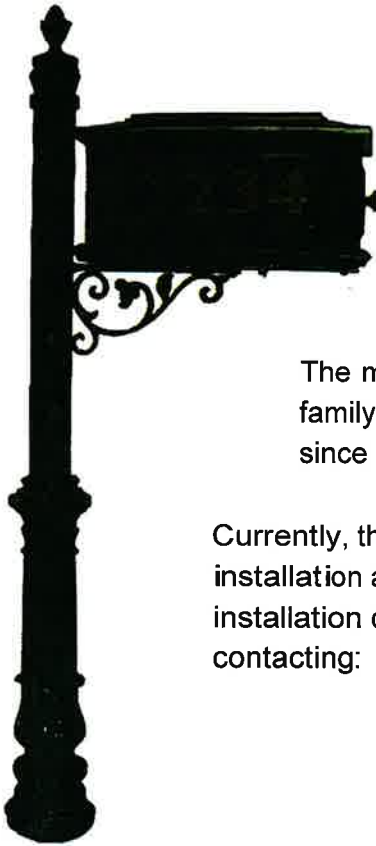 The m
family
since
Currently, th
installation a
installation c
contacting: